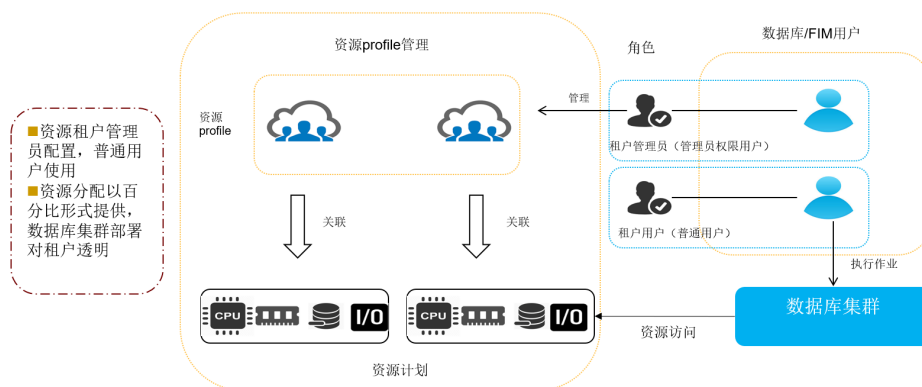 ■资源租户管理
员配置，普通用
户使用
■资源分配以百
分比形式提供，
数据库集群部署
对租户透明
资源profile管理
资源
profile
关联
关联
CPU
I/O
CPU
I/O
资源计划
角色
数据库/FIM用户
管理
租户管理员（管理员权限用户）
租户用户（普通用户）
执行作业
数据库集群
资源访问